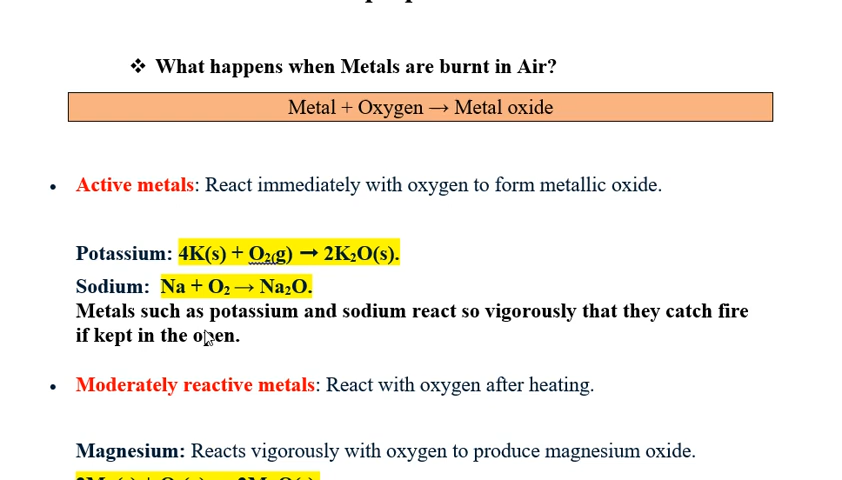 ❖ What happens when Metals are burnt in Air?
Metal + Oxygen → Metal oxide
• Active metals: React immediately with oxygen to form metallic oxide.
Potassium: 4K(s) + O₂(g) → 2K₂O(s).
Sodium: Na + O₂ → Na₂O.
Metals such as potassium and sodium react so vigorously that they catch fire
if kept in the open.
• Moderately reactive metals: React with oxygen after heating.
Magnesium: Reacts vigorously with oxygen to produce magnesium oxide.